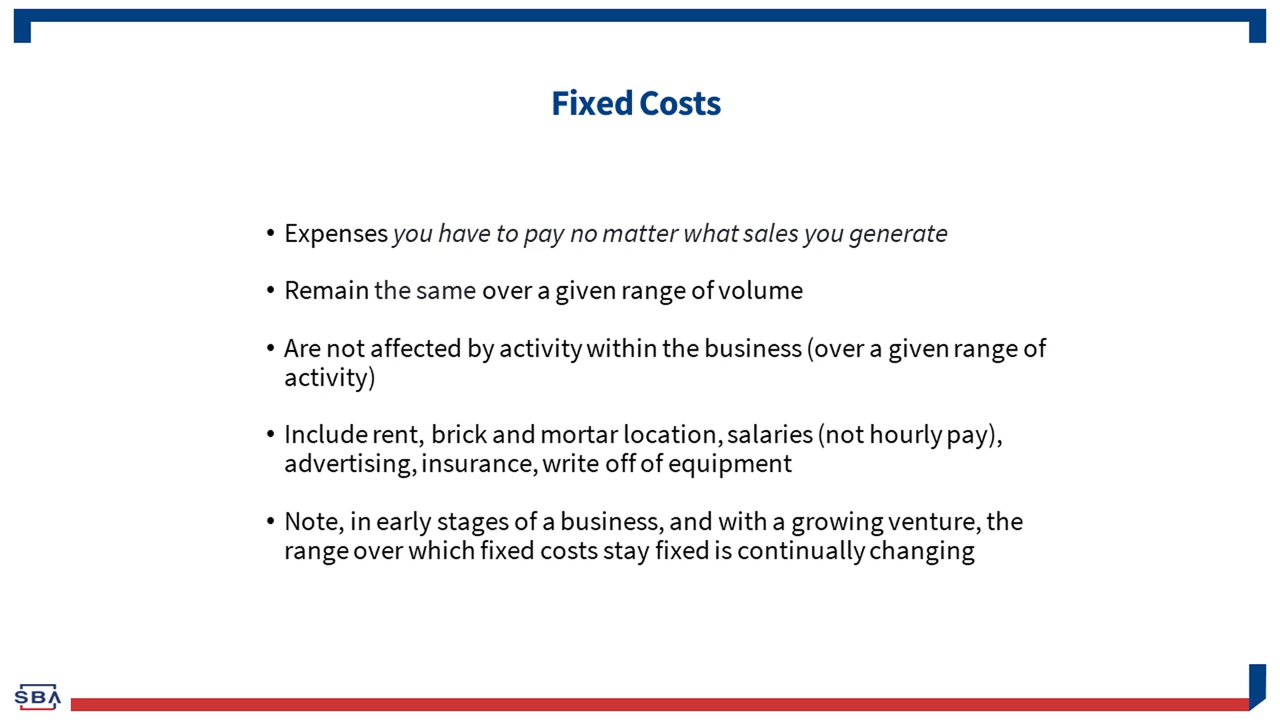 Fixed Costs
• Expenses you have to pay no matter what sales you generate
• Remain the same over a given range of volume
• Are not affected by activity within the business (over a given range of
activity)
• Include rent, brick and mortar location, salaries (not hourly pay),
advertising, insurance, write off of equipment
• Note, in early stages of a business, and with a growing venture, the
range over which fixed costs stay fixed is continually changing
SBA